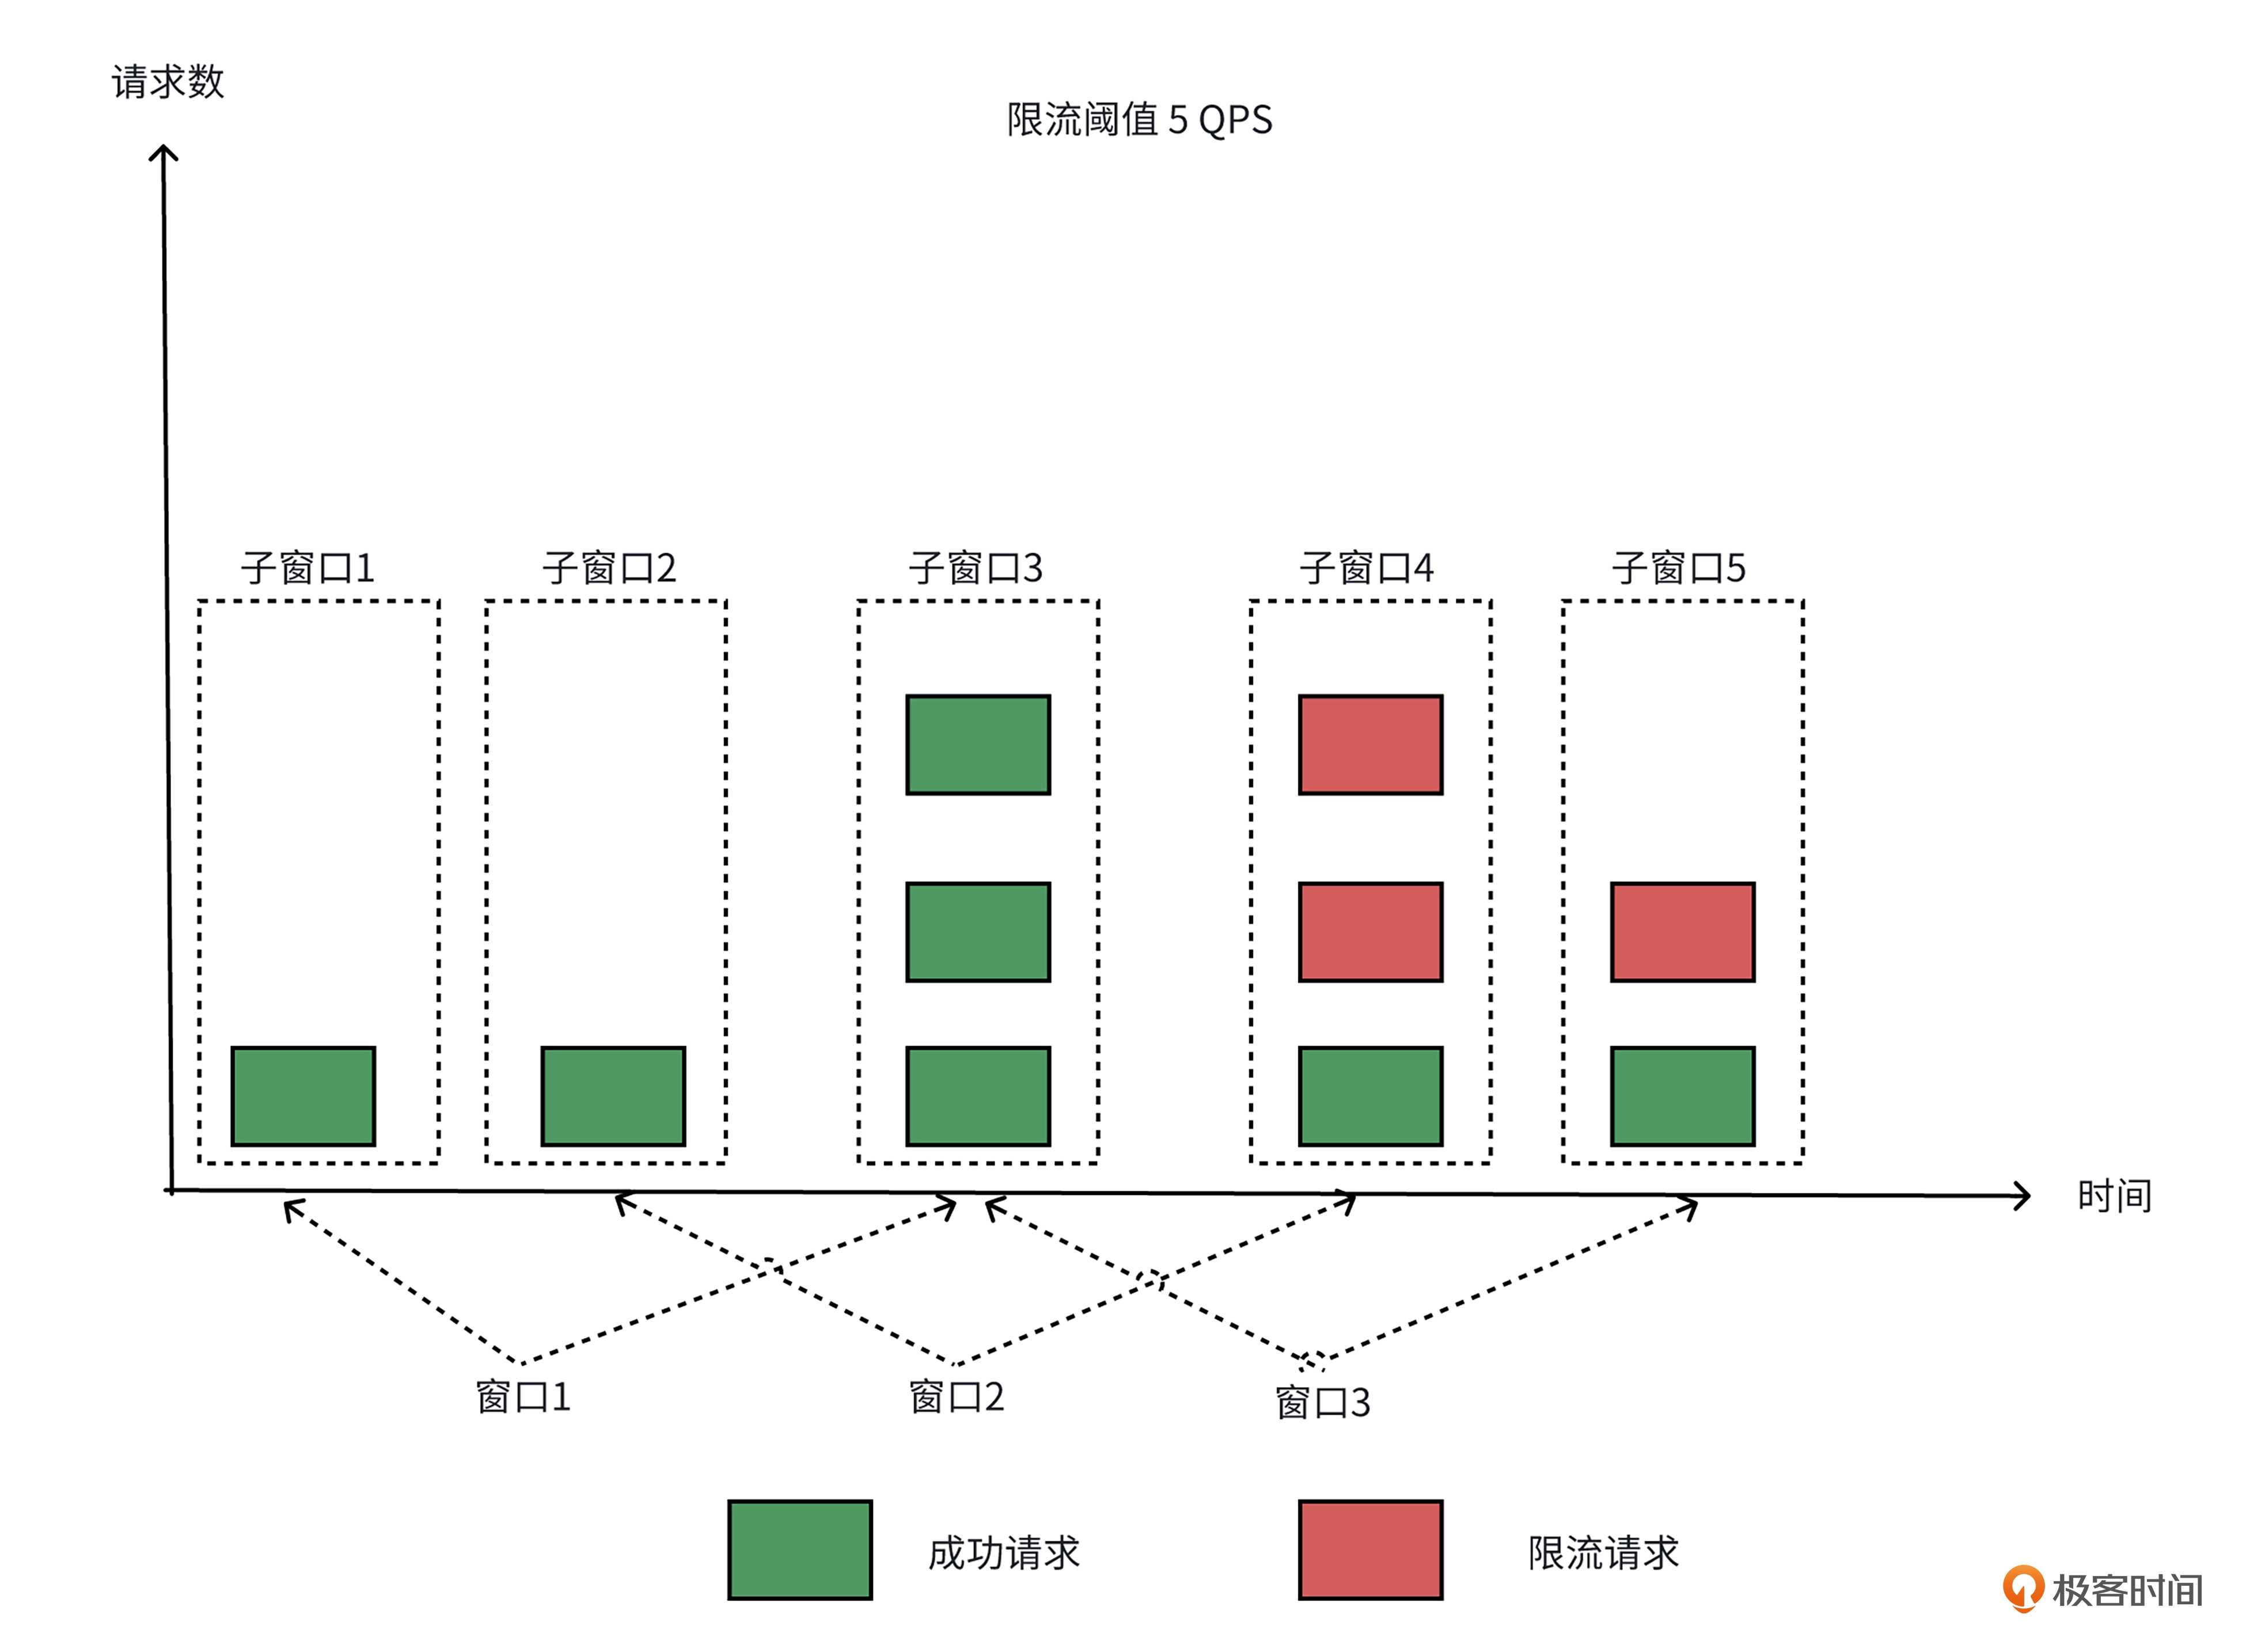 请求数
限流阈值 5 QPS
子窗口1
子窗口2
子窗口3
子窗口4
子窗口5
时间
窗口1
窗口2
窗口3
成功请求
限流请求
极客时间